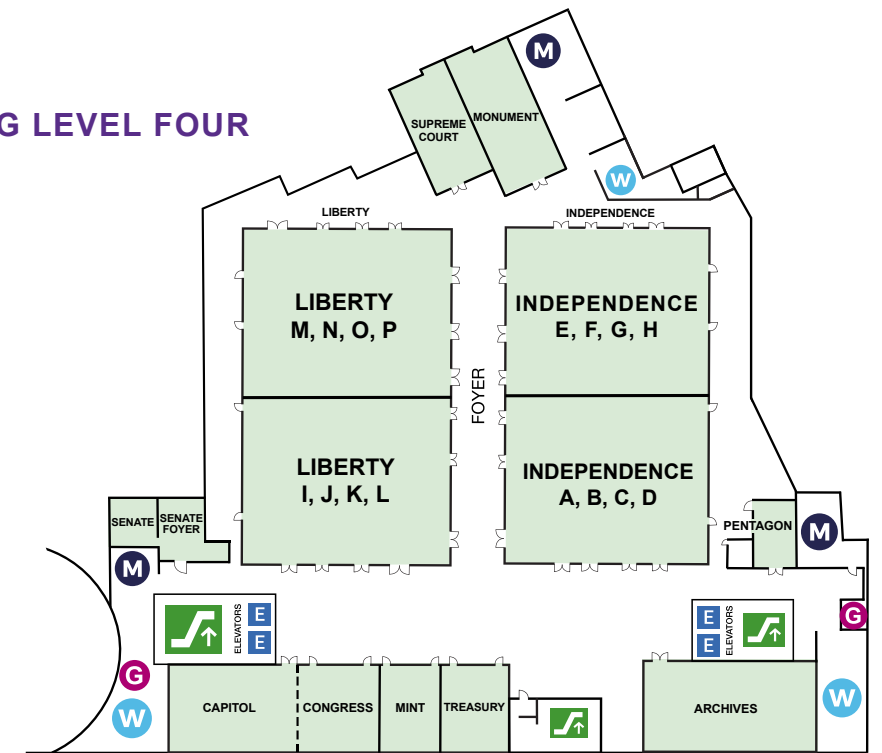 G LEVEL FOUR
M
SUPREME
COURT
MONUMENT
W
LIBERTY
INDEPENDENCE
LIBERTY
M, N, O, P
INDEPENDENCE
E, F, G, H
FOYER
LIBERTY
I, J, K, L
INDEPENDENCE
A, B, C, D
SENATE
SENATE
FOYER
PENTAGON
M
M
ELEVATORS
E
E
E
E
ELEVATORS
G
G
W
CAPITOL
CONGRESS
MINT
TREASURY
ARCHIVES
W